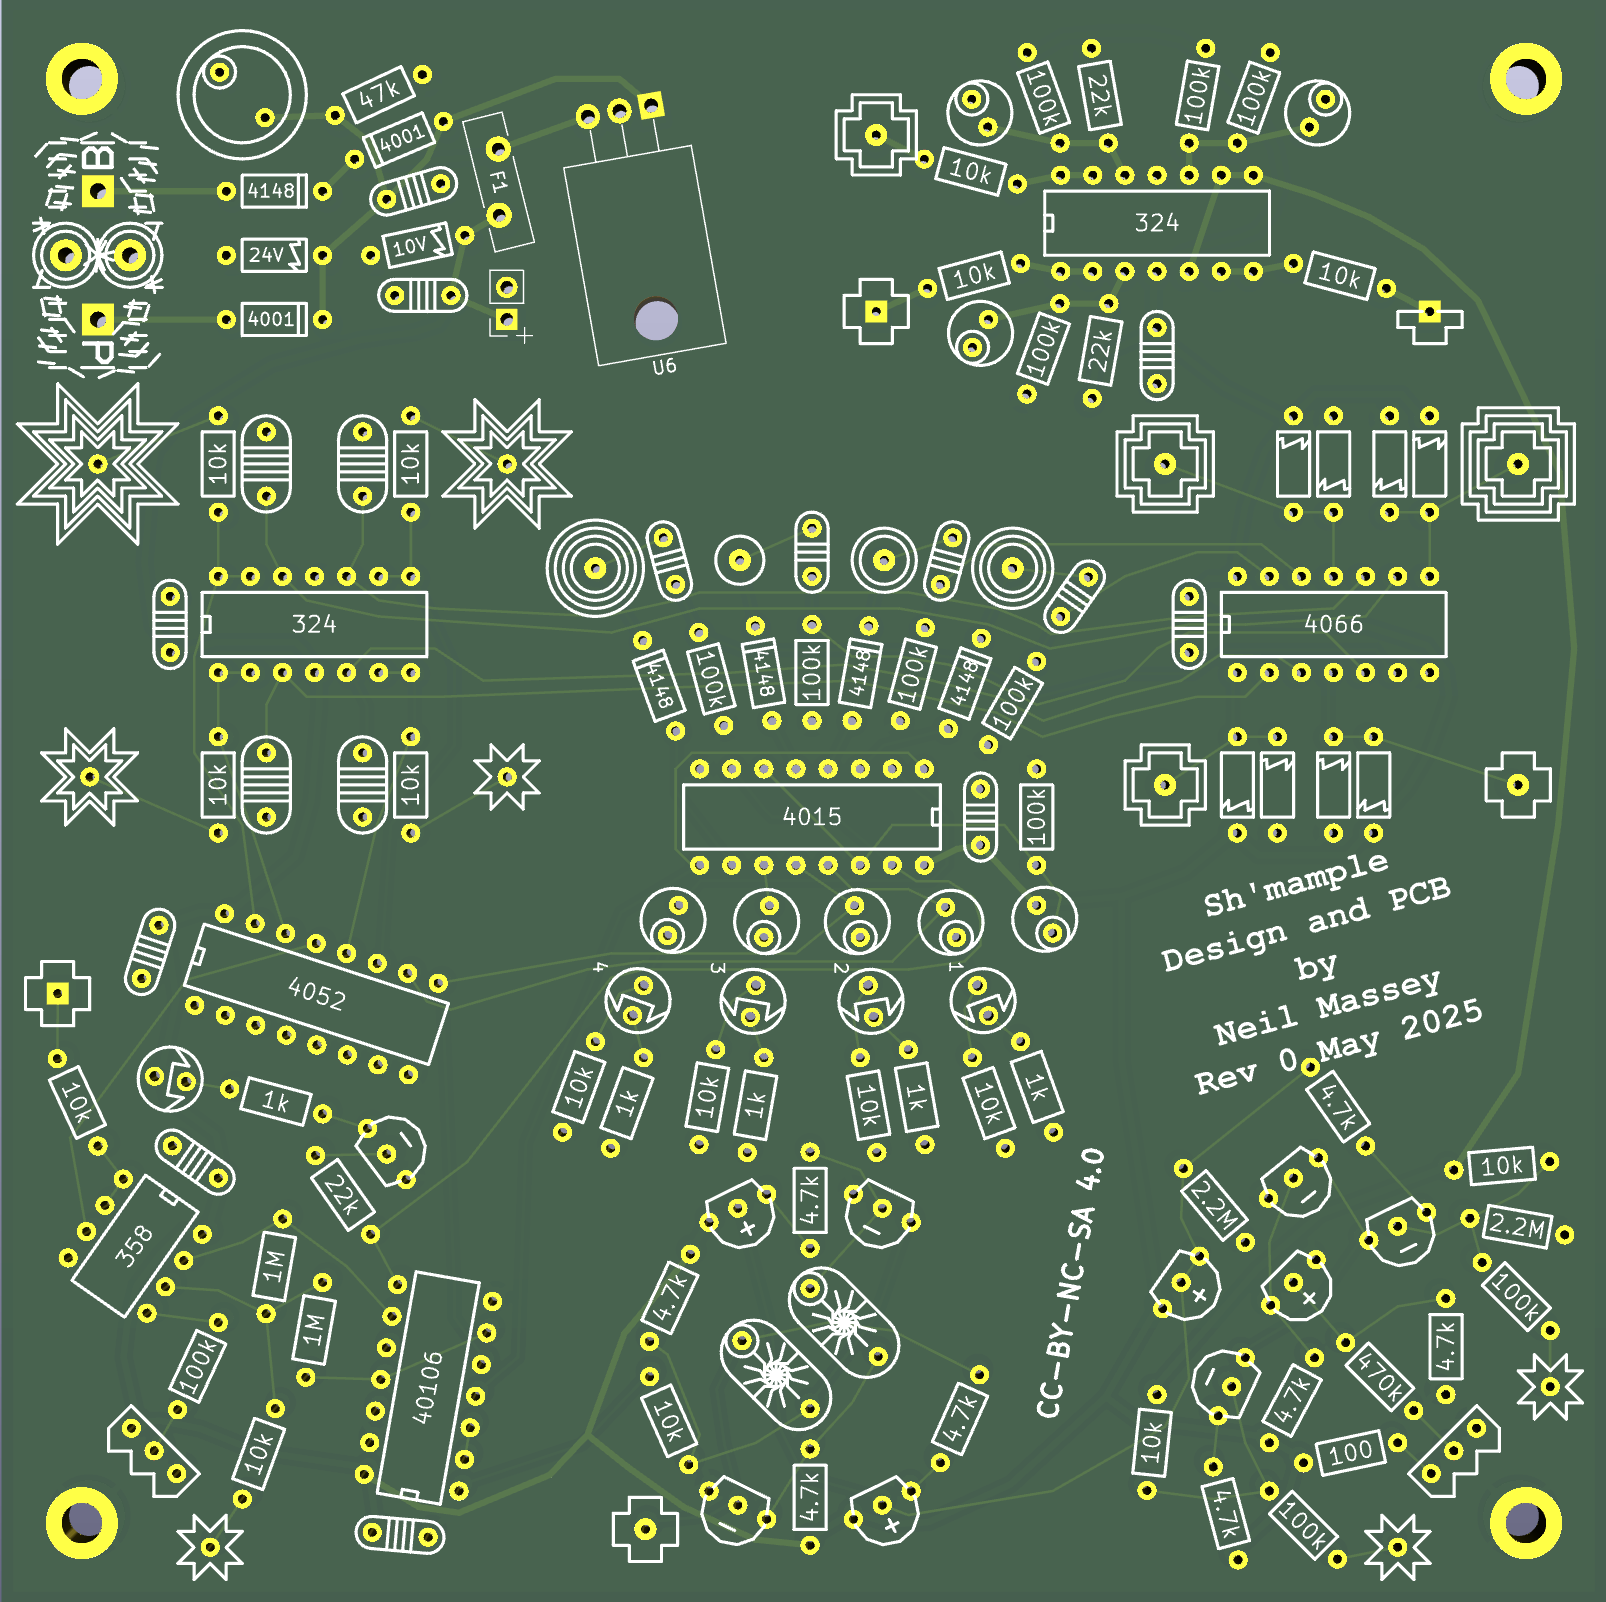 B
47k
4001
4148
F1
24V
10V
4001
P
U6
+
100k
22k
100k
100k
10k
324
10k
10k
100k
22k
10k
10k
324
4066
4148
100k
4148
100k
4148
100k
4148
100k
10k
10k
4015
100k
Sh'mample
Design and PCB
by
Neil Massey
Rev 0 May 2025
4052
4
3
2
1
10k
1k
10k
1k
10k
1k
10k
1k
10k
1k
22k
358
1M
1M
100k
40106
10k
4.7k
+
−
4.7k
10k
4.7k
4.7k
−
+
CC-BY-NC-SA 4.0
4.7k
2.2M
−
10k
2.2M
−
+
+
100k
4.7k
−
470k
4.7k
10k
100
4.7k
100k